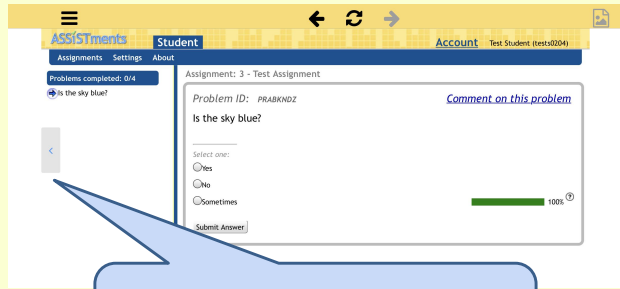 ASSiSTments
Student
Account Test Student (tests0204)
Assignments Settings About
Problems completed: 0/4
Is the sky blue?
Assignment: 3 - Test Assignment
Problem ID: PRABKNDZ
Comment on this problem
Is the sky blue?
Select one:
Yes
No
Sometimes
100%
?
Submit Answer